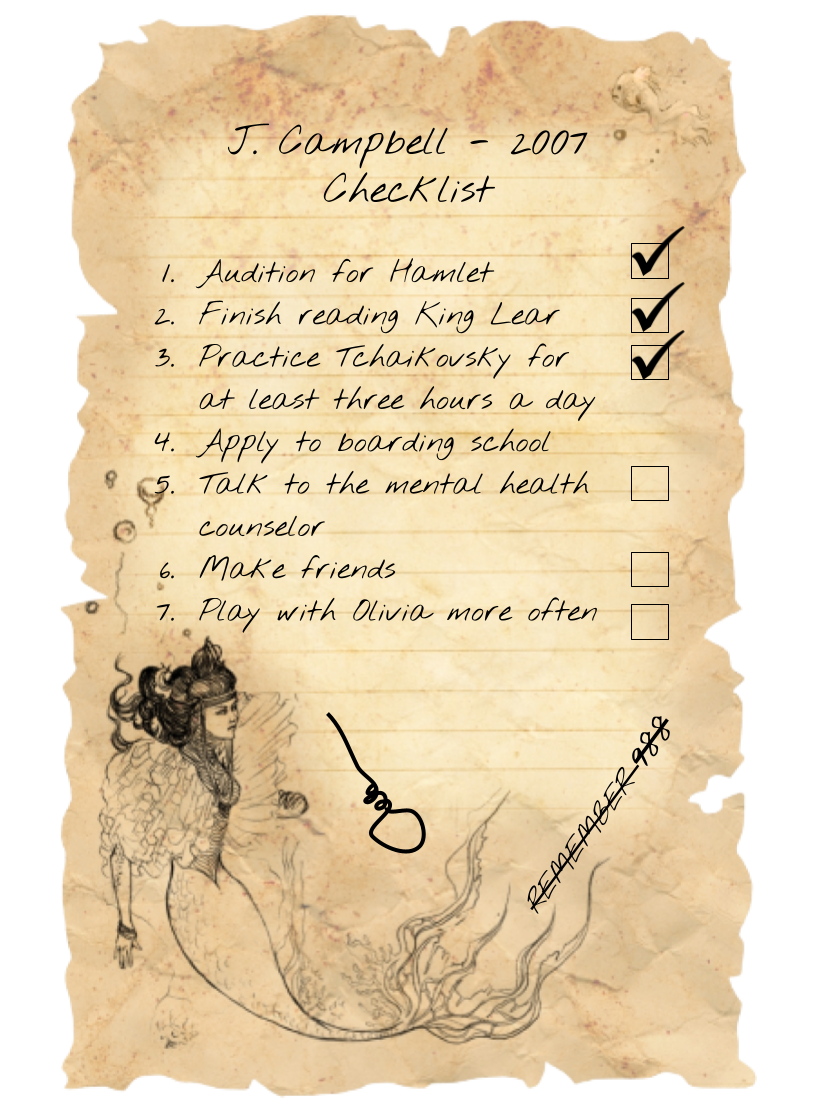 J. Campbell - 2007
Checklist
1. Audition for Hamlet
2. Finish reading King Lear
3. Practice Tchaikovsky for
at least three hours a day
4. Apply to boarding school
5. Talk to the mental health
counselor
6. Make friends
7. Play with Olivia more often
REMEMBER 988